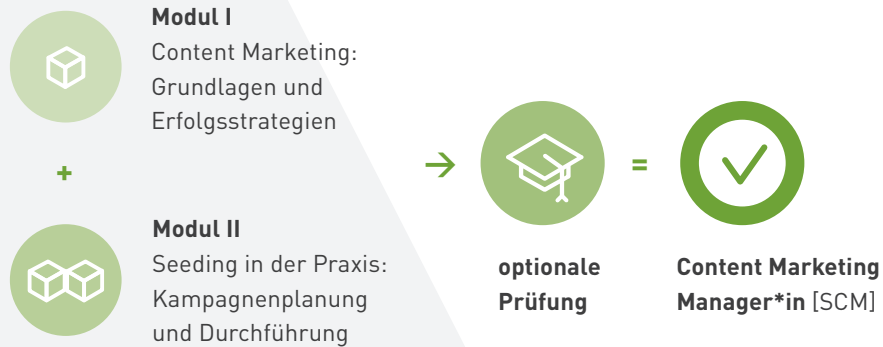 Modul I
Content Marketing:
Grundlagen und
Erfolgsstrategien
+
Modul II
Seeding in der Praxis:
Kampagnenplanung
und Durchführung
→
optionale
Prüfung
=
Content Marketing
Manager*in [SCM]